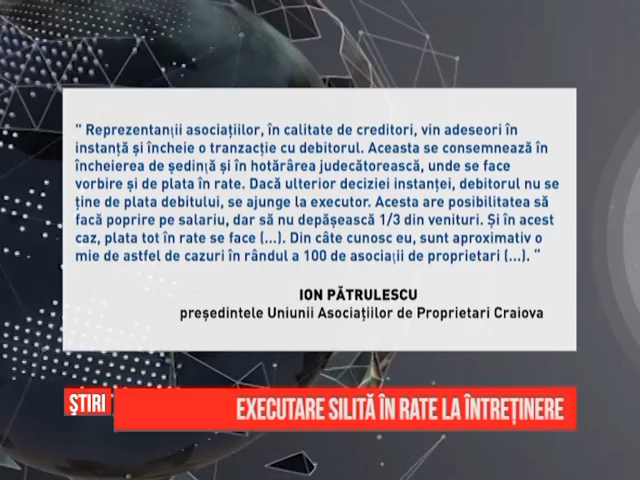 " Reprezentanții asociațiilor, în calitate de creditori, vin adeseori în
instanță și încheie o tranzacție cu debitorul. Aceasta se consemnează în
încheierea de ședință și în hotărârea judecătorească, unde se face
vorbire și de plata în rate. Dacă ulterior deciziei instanței, debitorul nu se
ține de plata debitului, se ajunge la executor. Acesta are posibilitatea să
facă poprire pe salariu, dar să nu depășească 1/3 din venituri. Și în acest
caz, plata tot în rate se face (...). Din câte cunosc eu, sunt aproximativ o
mie de astfel de cazuri în rândul a 100 de asociații de proprietari (...). "
ION PĂTRULESCU
președintele Uniunii Asociațiilor de Proprietari Craiova
ŞTIRI
EXECUTARE SILITĂ ÎN RATE LA ÎNTREȚINERE